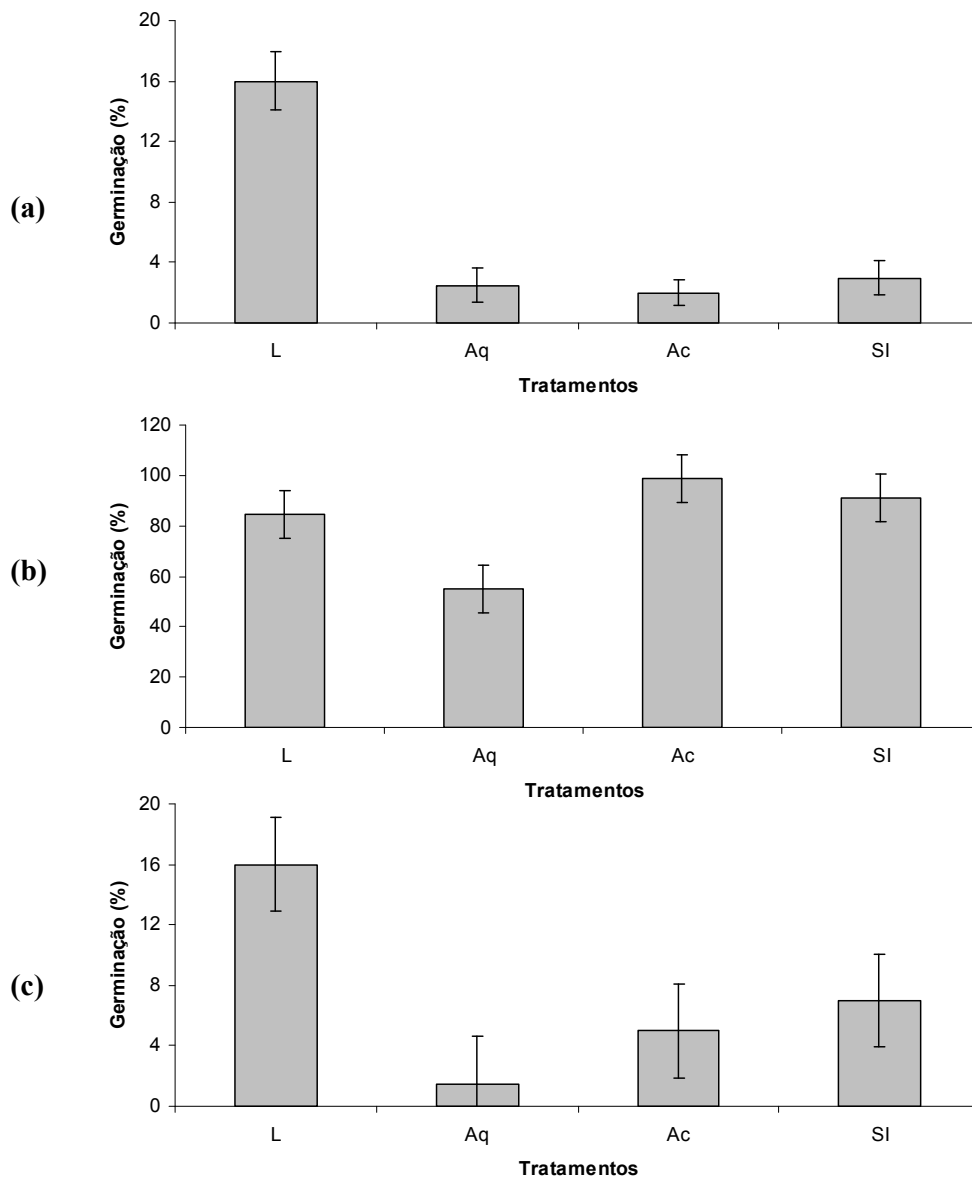 (a)
Germinação (%)
20
16
12
8
4
0
L Aq Ac SI
Tratamentos
(b)
Germinação (%)
120
100
80
60
40
20
0
L Aq Ac SI
Tratamentos
(c)
Germinação (%)
20
16
12
8
4
0
L Aq Ac SI
Tratamentos